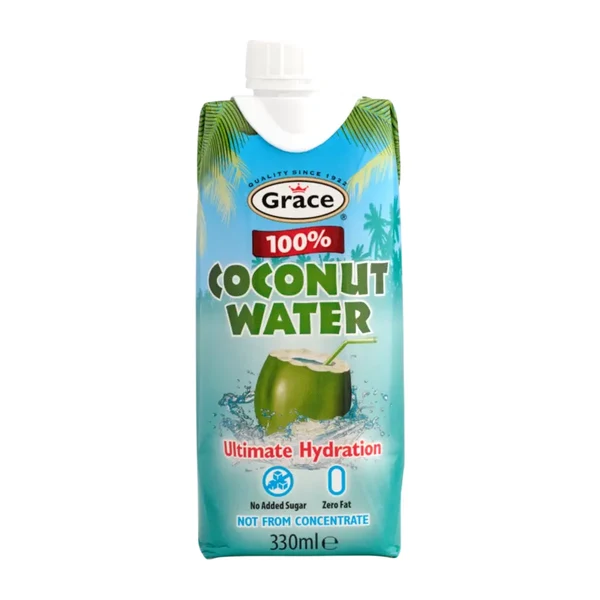 QUALITY SINCE 1922
Grace
®
100%
COCONUT
WATER
Ultimate Hydration
0
No Added Sugar Zero Fat
NOT FROM CONCENTRATE
330ml e